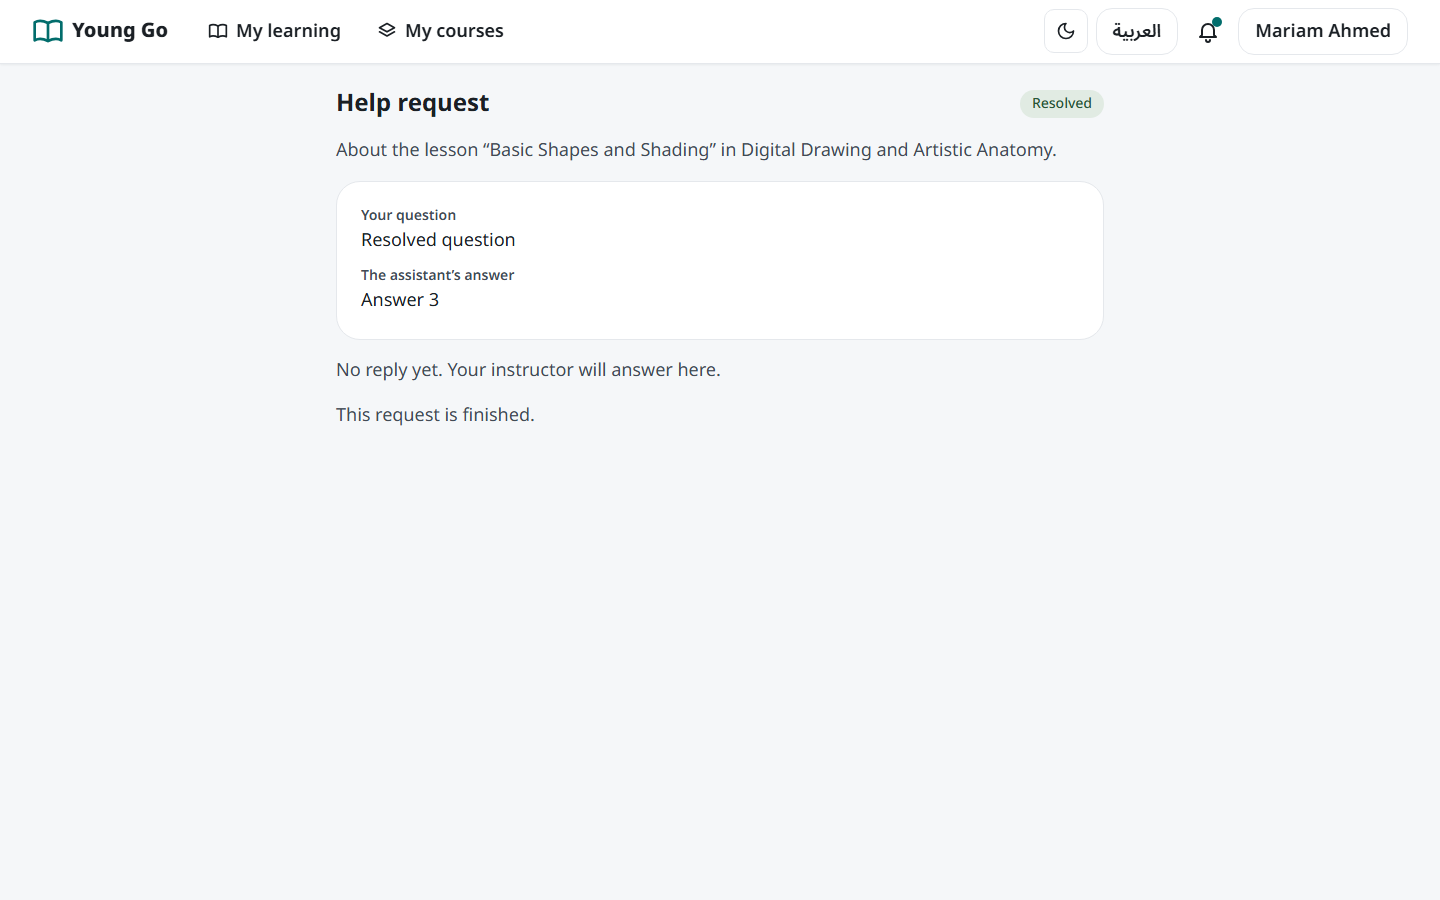 Young Go
My learning
My courses
العربية
Mariam Ahmed
Help request
Resolved
About the lesson “Basic Shapes and Shading” in Digital Drawing and Artistic Anatomy.
Your question
Resolved question
The assistant’s answer
Answer 3
No reply yet. Your instructor will answer here.
This request is finished.